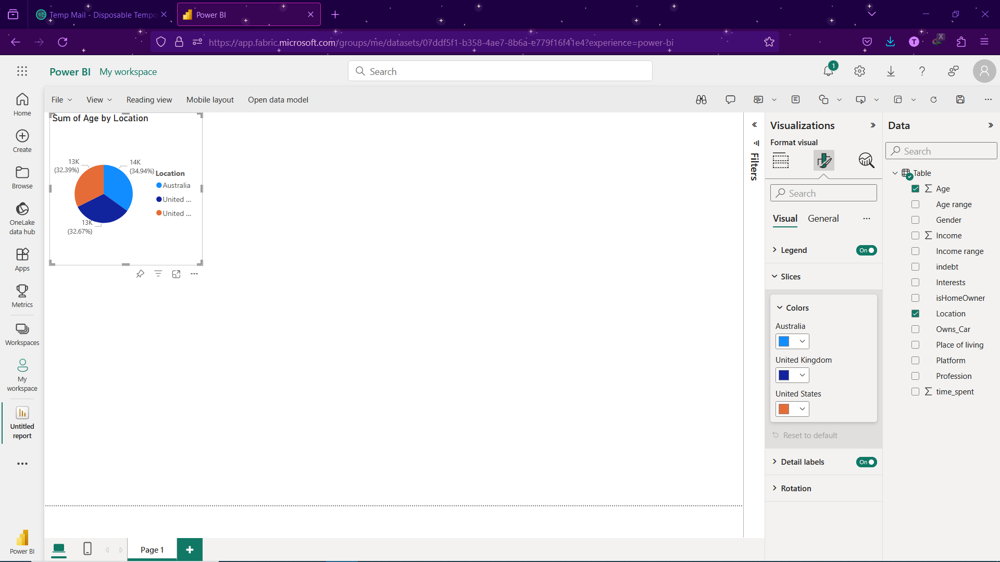 Temp Mail - Disposable Tempo
Power BI
https://app.fabric.microsoft.com/groups/me/datasets/07ddf5f1-b358-4ae7-8b6a-e779f16f41e4?experience=power-bi
T
X
Power BI
My workspace
Search
1
File
View
Reading view
Mobile layout
Open data model
Home
Create
Browse
OneLake
data hub
Apps
Metrics
Workspaces
My
workspace
Untitled
report
Power BI
Sum of Age by Location
13K
(32.39%)
14K
(34.94%)
13K
(32.67%)
Location
Australia
United ...
United ...
Filters
Visualizations
Format visual
Search
Visual
General
Legend
On
Slices
Colors
Australia
United Kingdom
United States
Reset to default
Detail labels
On
Rotation
Data
Search
Table
Age
Age range
Gender
Income
Income range
indebt
Interests
isHomeOwner
Location
Owns_Car
Place of living
Platform
Profession
time_spent
Page 1